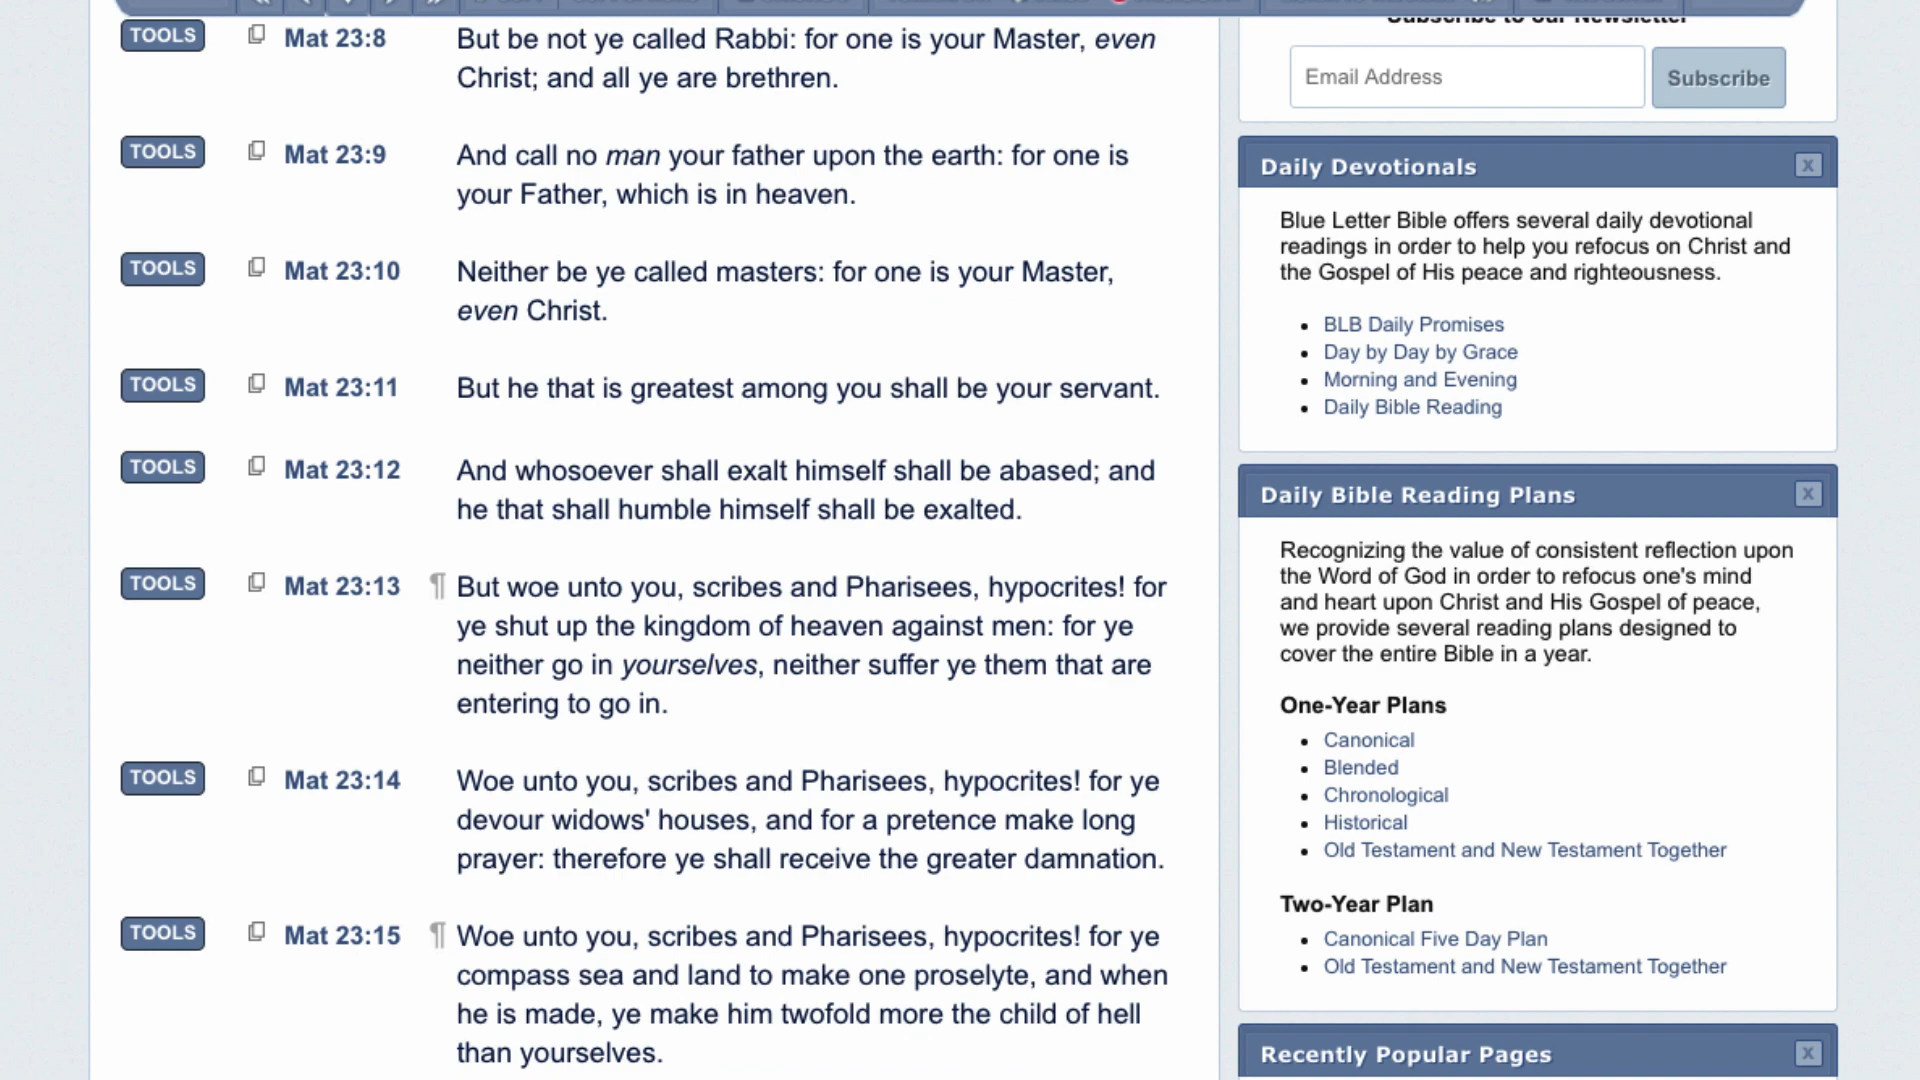 TOOLS Mat 23:8 But be not ye called Rabbi: for one is your Master, even
Christ; and all ye are brethren.
TOOLS Mat 23:9 And call no man your father upon the earth: for one is
your Father, which is in heaven.
TOOLS Mat 23:10 Neither be ye called masters: for one is your Master,
even Christ.
TOOLS Mat 23:11 But he that is greatest among you shall be your servant.
TOOLS Mat 23:12 And whosoever shall exalt himself shall be abased; and
he that shall humble himself shall be exalted.
TOOLS Mat 23:13 ¶ But woe unto you, scribes and Pharisees, hypocrites! for
ye shut up the kingdom of heaven against men: for ye
neither go in yourselves, neither suffer ye them that are
entering to go in.
TOOLS Mat 23:14 Woe unto you, scribes and Pharisees, hypocrites! for ye
devour widows' houses, and for a pretence make long
prayer: therefore ye shall receive the greater damnation.
TOOLS Mat 23:15 ¶ Woe unto you, scribes and Pharisees, hypocrites! for ye
compass sea and land to make one proselyte, and when
he is made, ye make him twofold more the child of hell
than yourselves.
Subscribe to our Newsletter
Email Address Subscribe
Daily Devotionals X
Blue Letter Bible offers several daily devotional
readings in order to help you refocus on Christ and
the Gospel of His peace and righteousness.
• BLB Daily Promises
• Day by Day by Grace
• Morning and Evening
• Daily Bible Reading
Daily Bible Reading Plans X
Recognizing the value of consistent reflection upon
the Word of God in order to refocus one's mind
and heart upon Christ and His Gospel of peace,
we provide several reading plans designed to
cover the entire Bible in a year.
One-Year Plans
• Canonical
• Blended
• Chronological
• Historical
• Old Testament and New Testament Together
Two-Year Plan
• Canonical Five Day Plan
• Old Testament and New Testament Together
Recently Popular Pages X